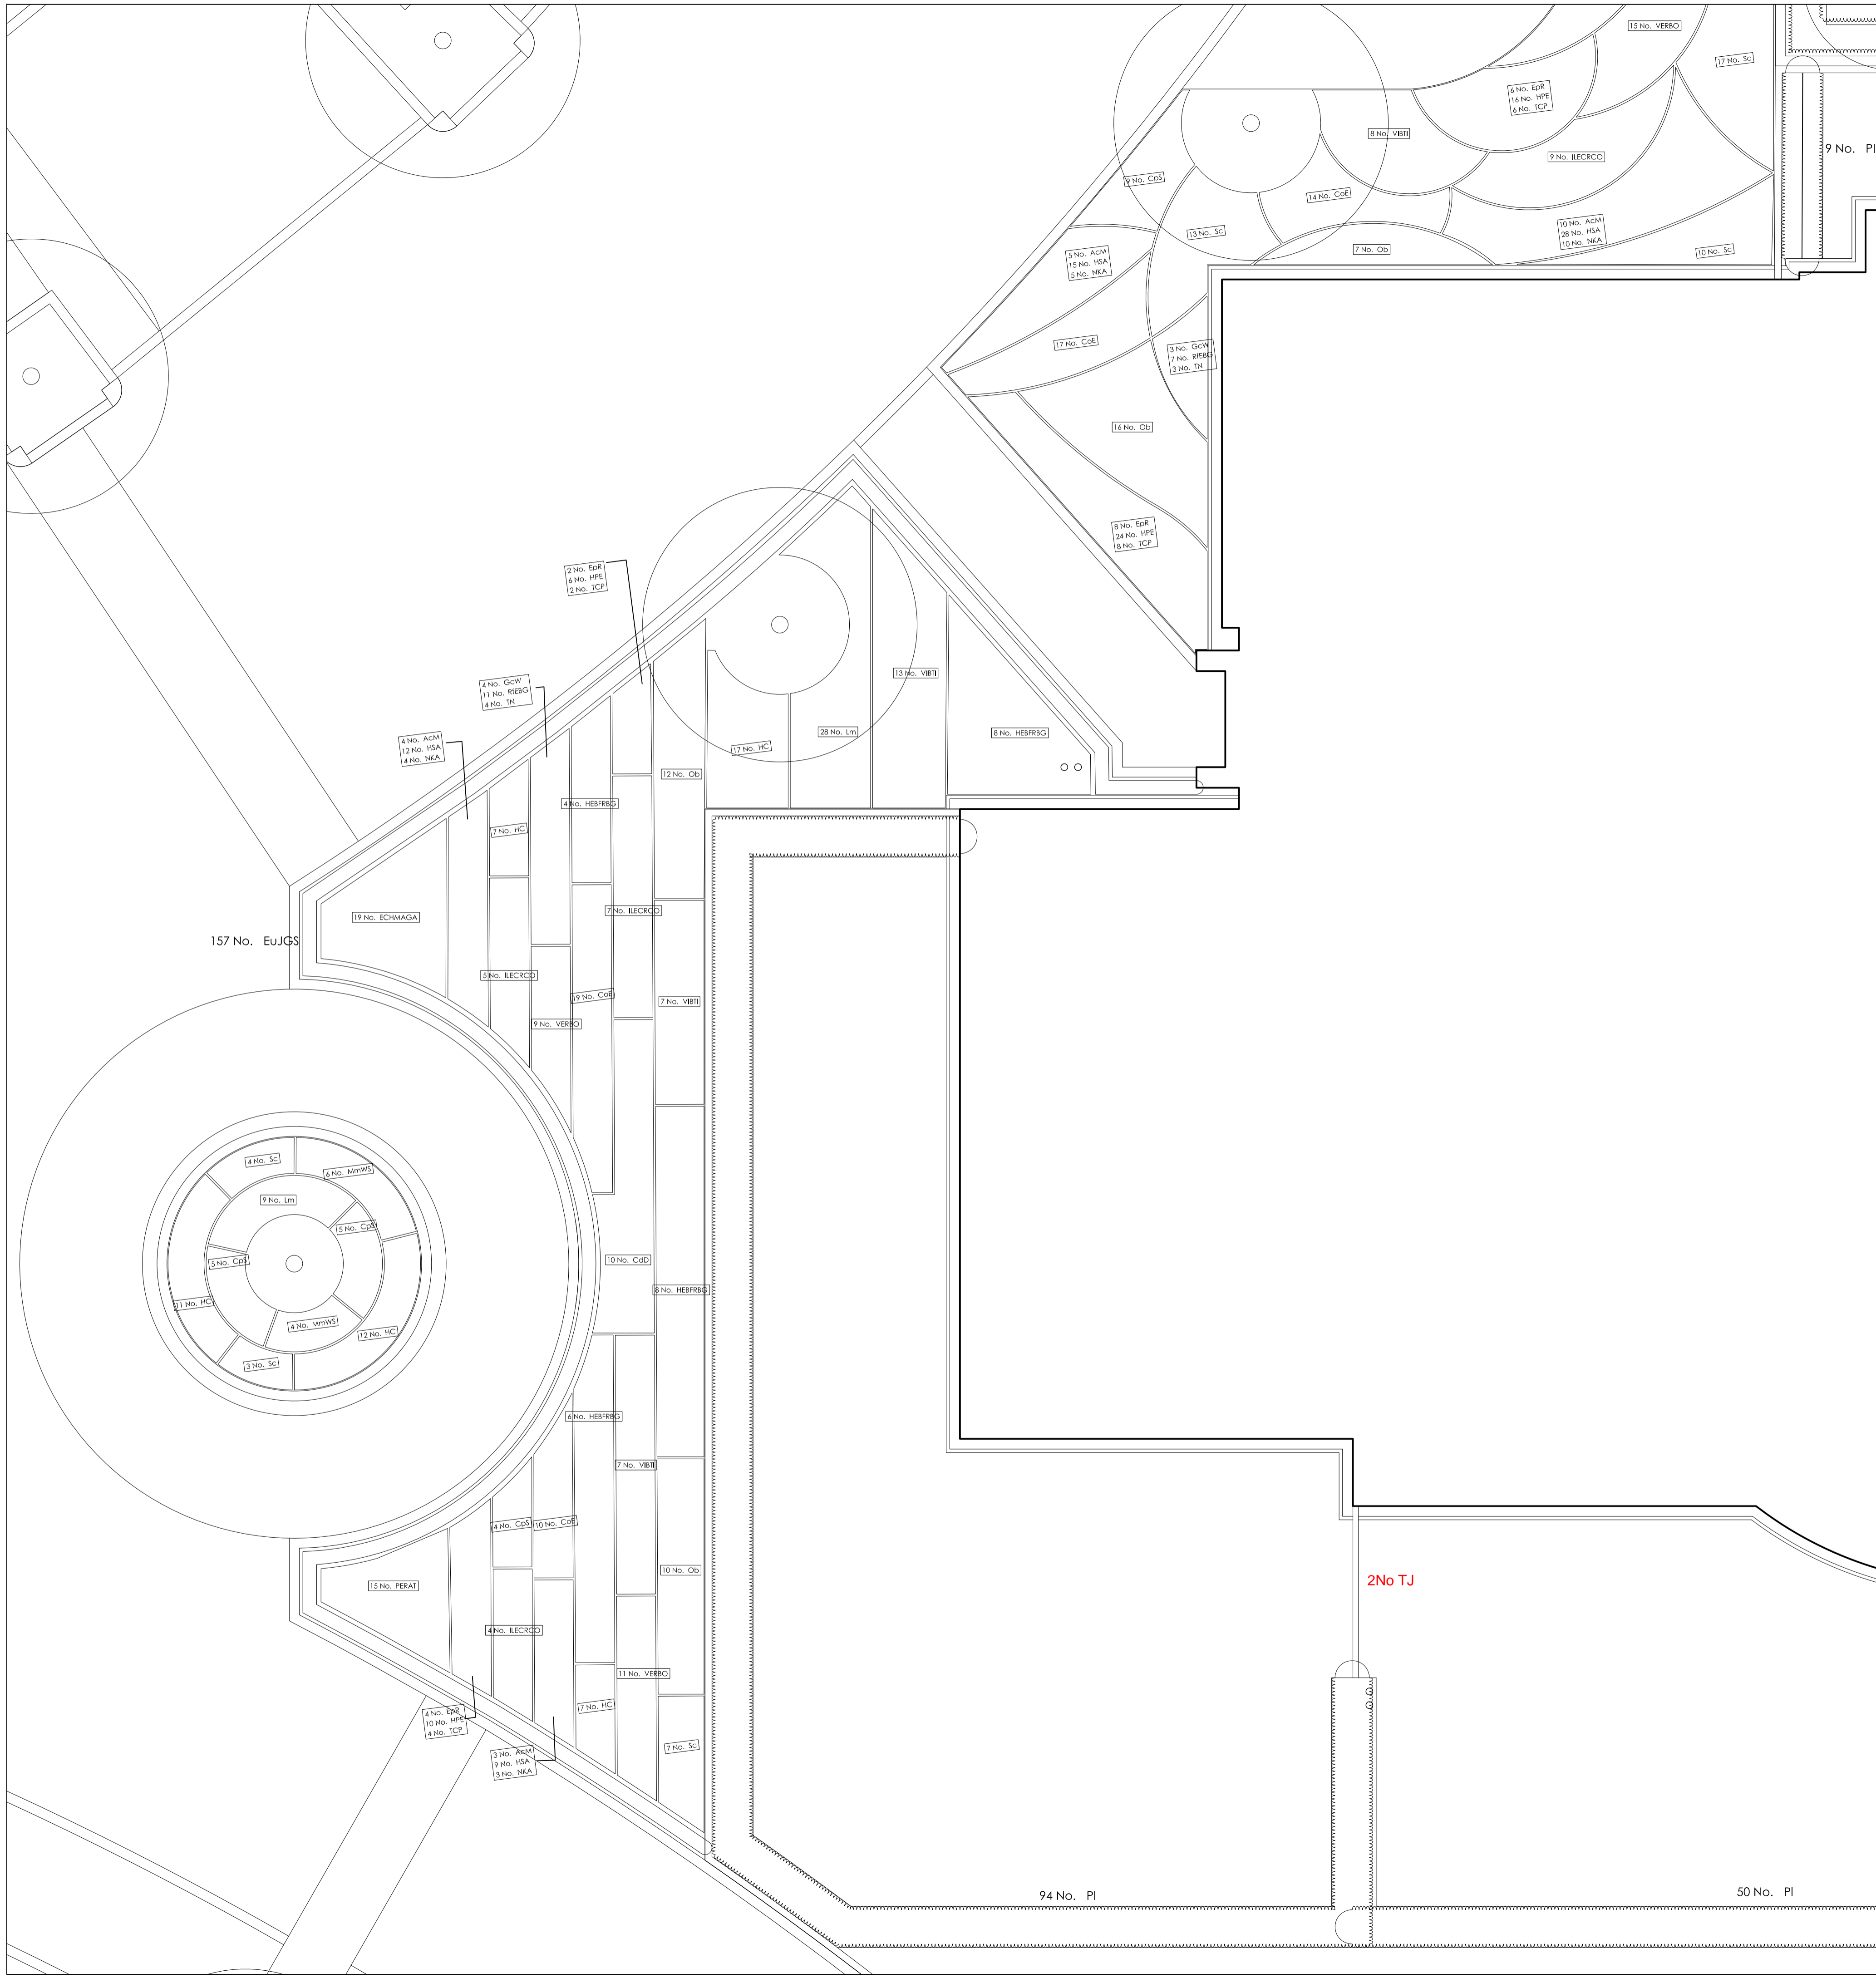 15 No. VERBO
17 No. Sc
6 No. EpR
16 No. HPE
6 No. TCP
8 No. VIBTI
9 No. PI
9 No. ILECRCO
9 No. CpS
14 No. CoE
13 No. Sc
10 No. AcM
28 No. HSA
10 No. NKA
7 No. Ob
10 No. Sc
5 No. AcM
15 No. HSA
5 No. NKA
17 No. CoE
3 No. GcW
7 No. RfEBG
3 No. TN
16 No. Ob
8 No. EpR
24 No. HPE
8 No. TCP
2 No. EpR
6 No. HPE
2 No. TCP
4 No. GcW
11 No. RfEBG
4 No. TN
13 No. VIBTI
4 No. AcM
12 No. HSA
4 No. NKA
28 No. Lm
8 No. HEBFRBG
17 No. HC
12 No. Ob
4 No. HEBFRBG
7 No. HC
19 No. ECHMAGA
7 No. ILECRCO
157 No. EuJGS
5 No. ILECRCO
19 No. CoE
7 No. VIBTI
9 No. VERBO
4 No. Sc
6 No. MmWS
9 No. Lm
5 No. CpS
5 No. CpS
10 No. CdD
8 No. HEBFRBG
11 No. HC
4 No. MmWS
12 No. HC
3 No. Sc
6 No. HEBFRBG
7 No. VIBTI
4 No. CpS
10 No. CoE
10 No. Ob
15 No. PERAT
2No TJ
4 No. ILECRCO
11 No. VERBO
7 No. HC
4 No. EpR
10 No. HPE
4 No. TCP
7 No. Sc
3 No. AcM
9 No. HSA
3 No. NKA
94 No. PI
50 No. PI